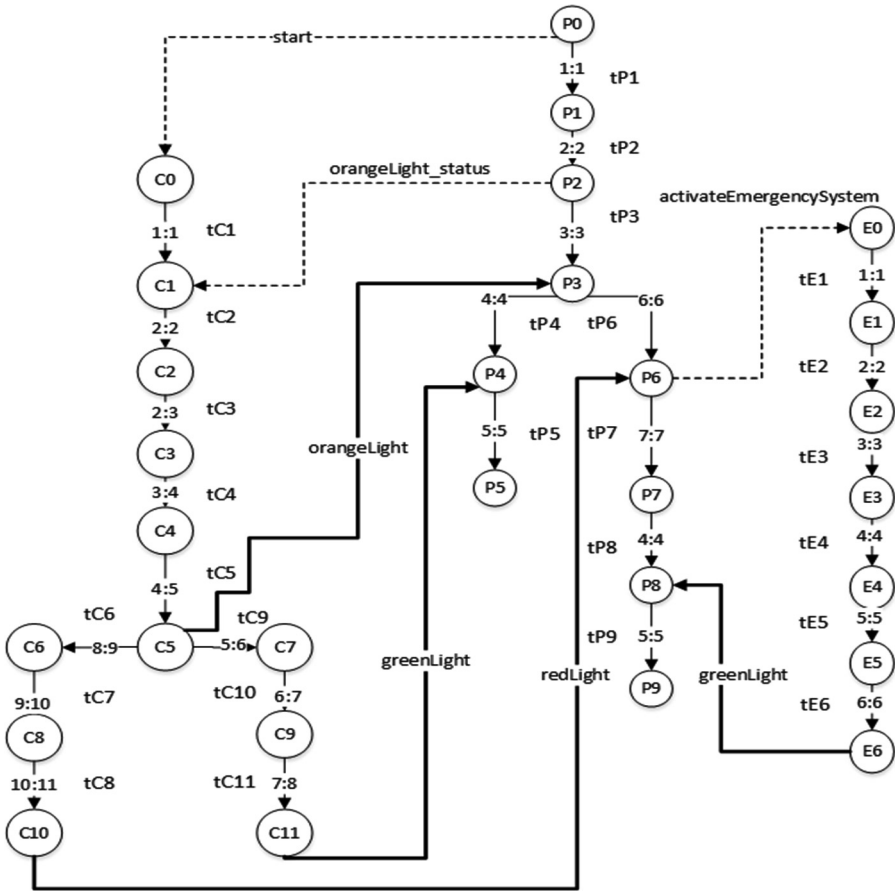 P0
start
1:1
tP1
P1
2:2
tP2
orangeLight_status
C0
P2
activateEmergencySystem
tP3
E0
1:1
tC1
3:3
tE1
1:1
C1
P3
tC2
4:4
6:6
E1
2:2
tP4
tP6
tE2
2:2
C2
P4
P6
E2
2:3
tC3
5:5
tP5
tP7
7:7
3:3
C3
orangeLight
tE3
3:4
tC4
P5
P7
E3
C4
tP8
4:4
tE4
4:4
tC5
4:5
P8
E4
tC6
tC9
tE5
5:5
C6
8:9
C5
5:6
C7
tP9
5:5
greenLight
redLight
greenLight
E5
tC7
tC10
6:7
P9
tE6
6:6
9:10
C8
C9
E6
10:11
tC8
tC11
7:8
C10
C11